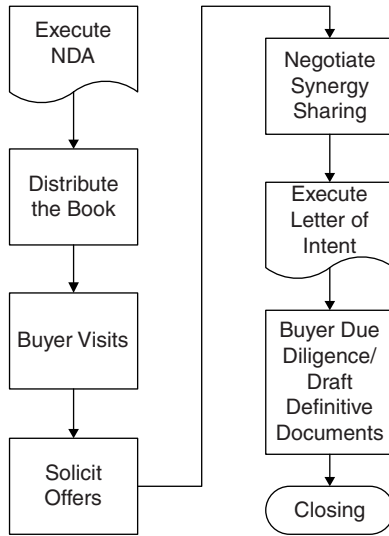 Execute
NDA
Distribute
the Book
Buyer Visits
Solicit
Offers
Negotiate
Synergy
Sharing
Execute
Letter of
Intent
Buyer Due
Diligence/
Draft
Definitive
Documents
Closing